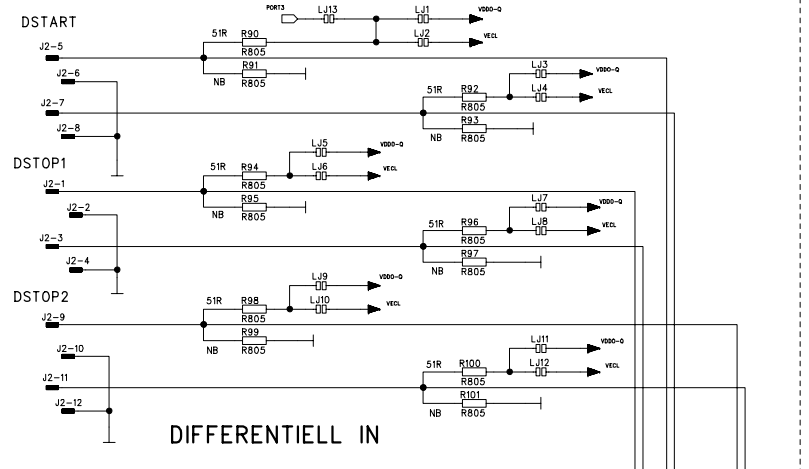 PORT3
LJ13
LJ1
VDDO-Q
DSTART
51R
R90
LJ2
VECL
J2-5
R805
R91
LJ3
VDDO-Q
J2-6
NB
R805
51R
R92
LJ4
VECL
J2-7
R805
R93
J2-8
NB
R805
LJ5
VDDO-Q
DSTOP1
51R
R94
LJ6
VECL
J2-1
R805
R95
LJ7
VDDO-Q
J2-2
NB
R805
51R
R96
LJ8
VECL
J2-3
R805
R97
J2-4
NB
R805
LJ9
VDDO-Q
DSTOP2
51R
R98
LJ10
VECL
J2-9
R805
R99
LJ11
VDDO-Q
J2-10
NB
R805
51R
R100
LJ12
VECL
J2-11
R805
R101
J2-12
NB
R805
DIFFERENTIELL IN